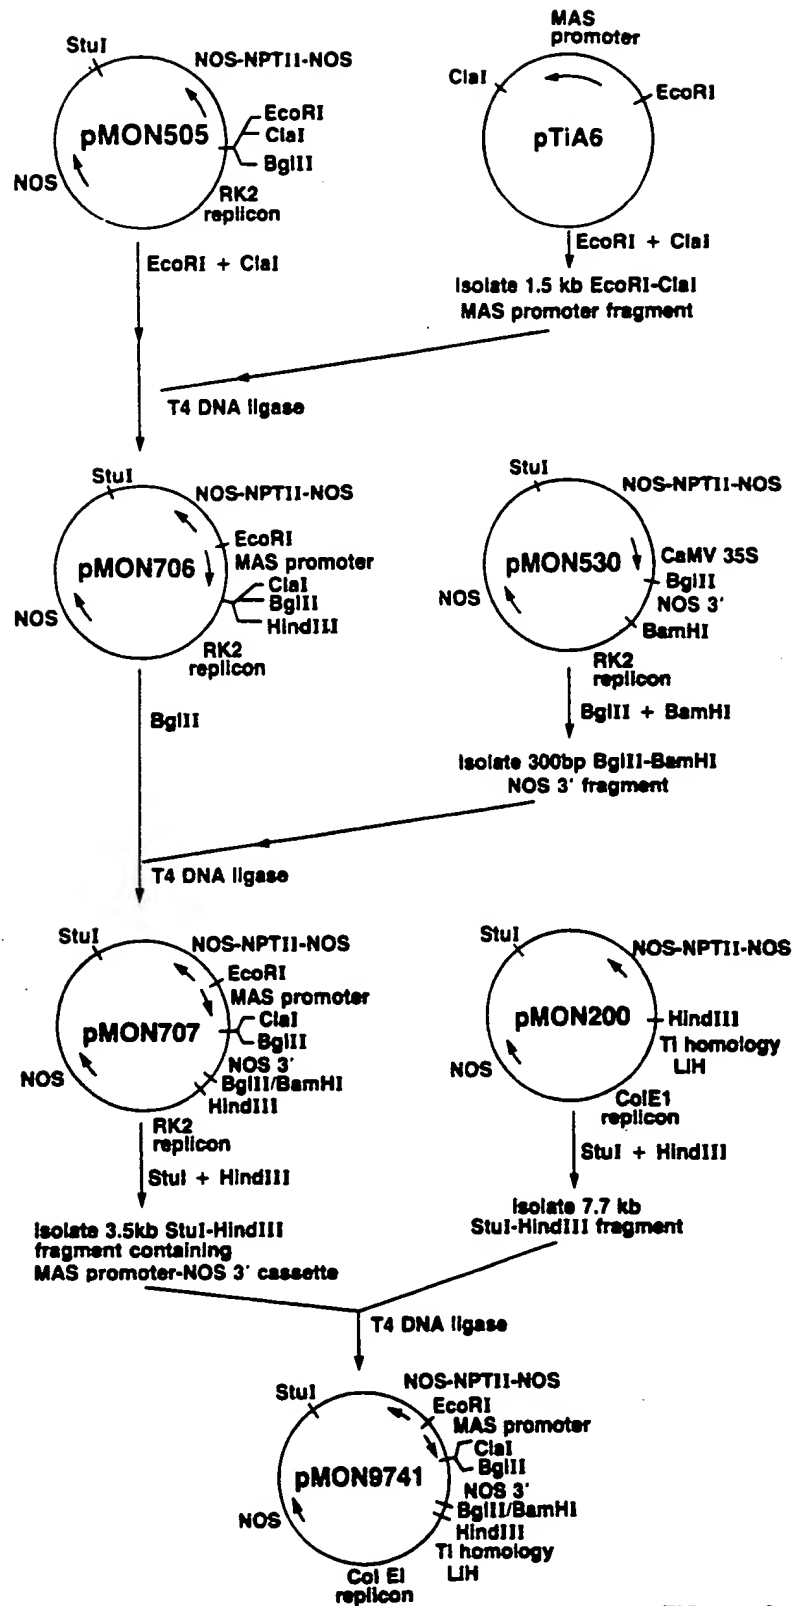 MAS
promoter
StuI
NOS-NPTII-NOS
ClaI
EcoRI
EcoRI
ClaI
BglII
pMON505
pTiA6
NOS
RK2
replicon
EcoRI + ClaI
EcoRI + ClaI
Isolate 1.5 kb EcoRI-ClaI
MAS promoter fragment
T4 DNA ligase
StuI
NOS-NPTII-NOS
EcoRI
MAS promoter
pMON706
ClaI
BglII
HindIII
NOS
RK2
replicon
StuI
NOS-NPTII-NOS
CaMV 35S
pMON530
BglII
NOS 3'
NOS
BamHI
RK2
replicon
BglII
BglII + BamHI
Isolate 300bp BglII-BamHI
NOS 3' fragment
T4 DNA ligase
StuI
NOS-NPTII-NOS
EcoRI
MAS promoter
pMON707
ClaI
BglII
NOS 3'
BglII/BamHI
HindIII
NOS
RK2
replicon
StuI
NOS-NPTII-NOS
pMON200
HindIII
Ti homology
LIH
NOS
ColE1
replicon
StuI + HindIII
StuI + HindIII
Isolate 3.5kb StuI-HindIII
fragment containing
MAS promoter-NOS 3' cassette
Isolate 7.7 kb
StuI-HindIII fragment
T4 DNA ligase
StuI
NOS-NPTII-NOS
EcoRI
MAS promoter
ClaI
BglII
pMON9741
NOS 3'
BglII/BamHI
HindIII
Ti homology
LIH
NOS
Col EI
replicon